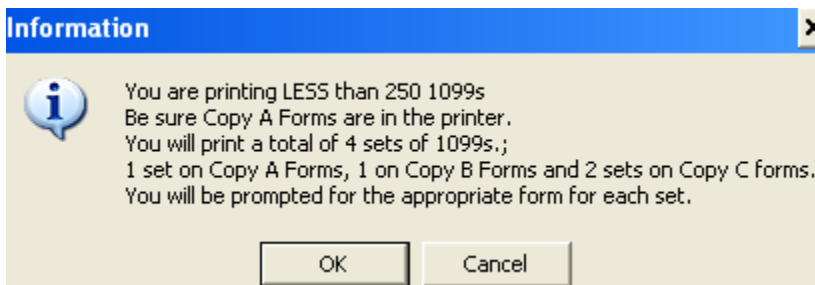 Information
You are printing LESS than 250 1099s
Be sure Copy A Forms are in the printer.
You will print a total of 4 sets of 1099s.;
1 set on Copy A Forms, 1 on Copy B Forms and 2 sets on Copy C forms.
You will be prompted for the appropriate form for each set.
OK Cancel